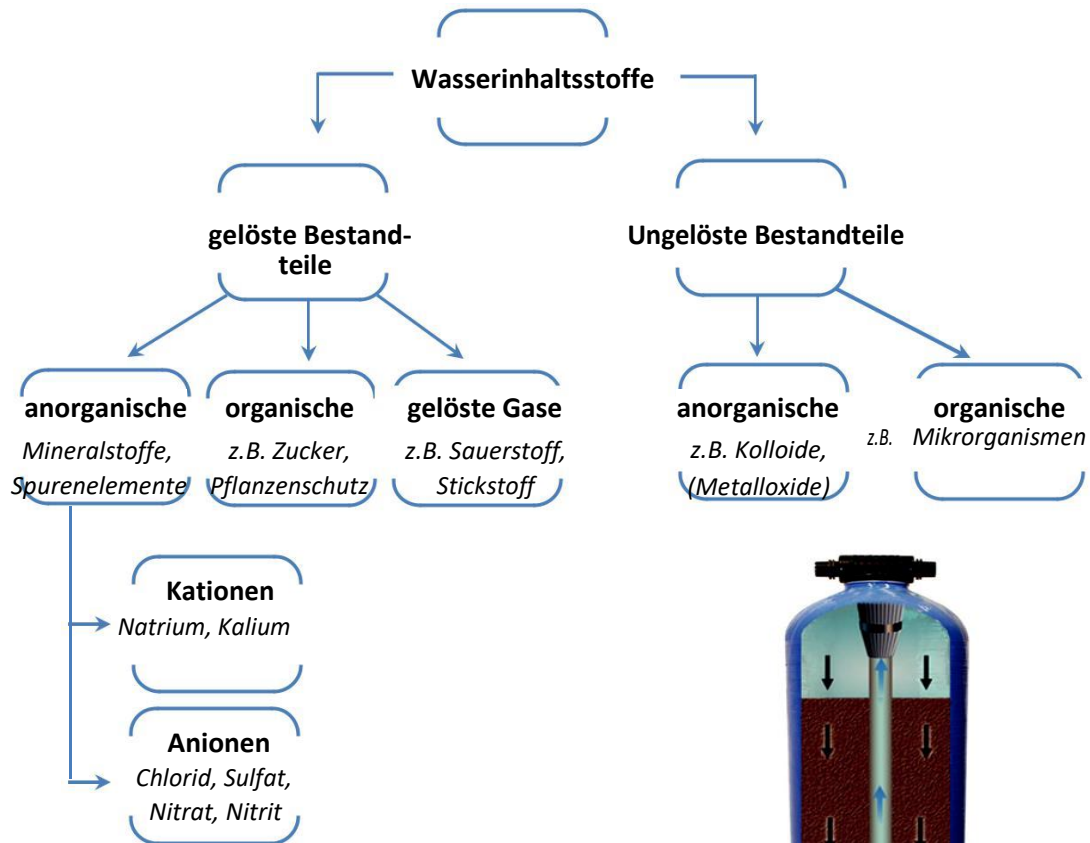 Wasserinhaltsstoffe
gelöste Bestand-
teile
Ungelöste Bestandteile
anorganische
Mineralstoffe,
Spurenelemente
organische
z.B. Zucker,
Pflanzenschutz
gelöste Gase
z.B. Sauerstoff,
Stickstoff
anorganische
z.B. Kolloide,
(Metalloxide)
organische
z.B. Mikrorganismen
Kationen
Natrium, Kalium
Anionen
Chlorid, Sulfat,
Nitrat, Nitrit